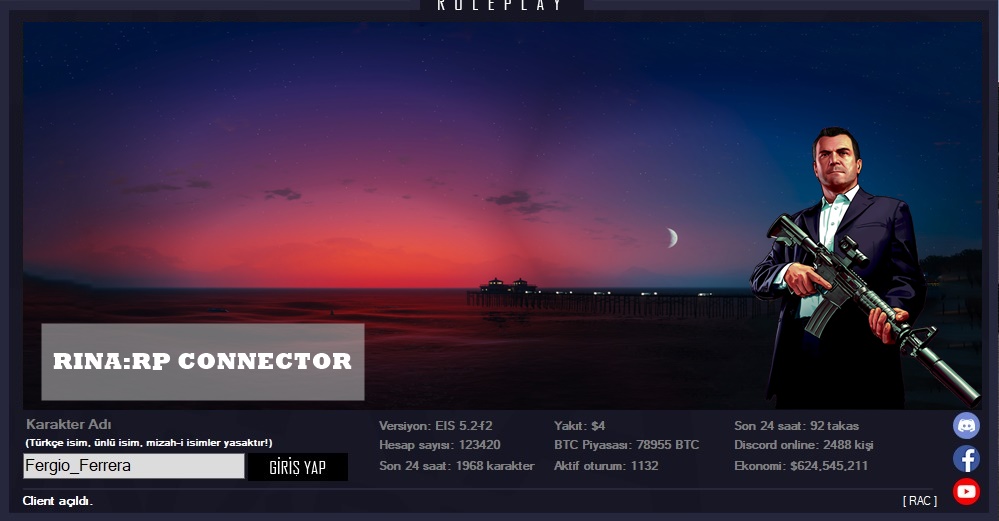 ROLEPLAY
RINA:RP CONNECTOR
Karakter Adı
(Türkçe isim, ünlü isim, mizah-i isimler yasaktır!)
Fergio_Ferrera
GİRİŞ YAP
Versiyon: EIS 5.2-f2
Hesap sayısı: 123420
Son 24 saat: 1968 karakter
Yakıt: $4
BTC Piyasası: 78955 BTC
Aktif oturum: 1132
Son 24 saat: 92 takas
Discord online: 2488 kişi
Ekonomi: $624,545,211
Client açıldı.
[ RAC ]